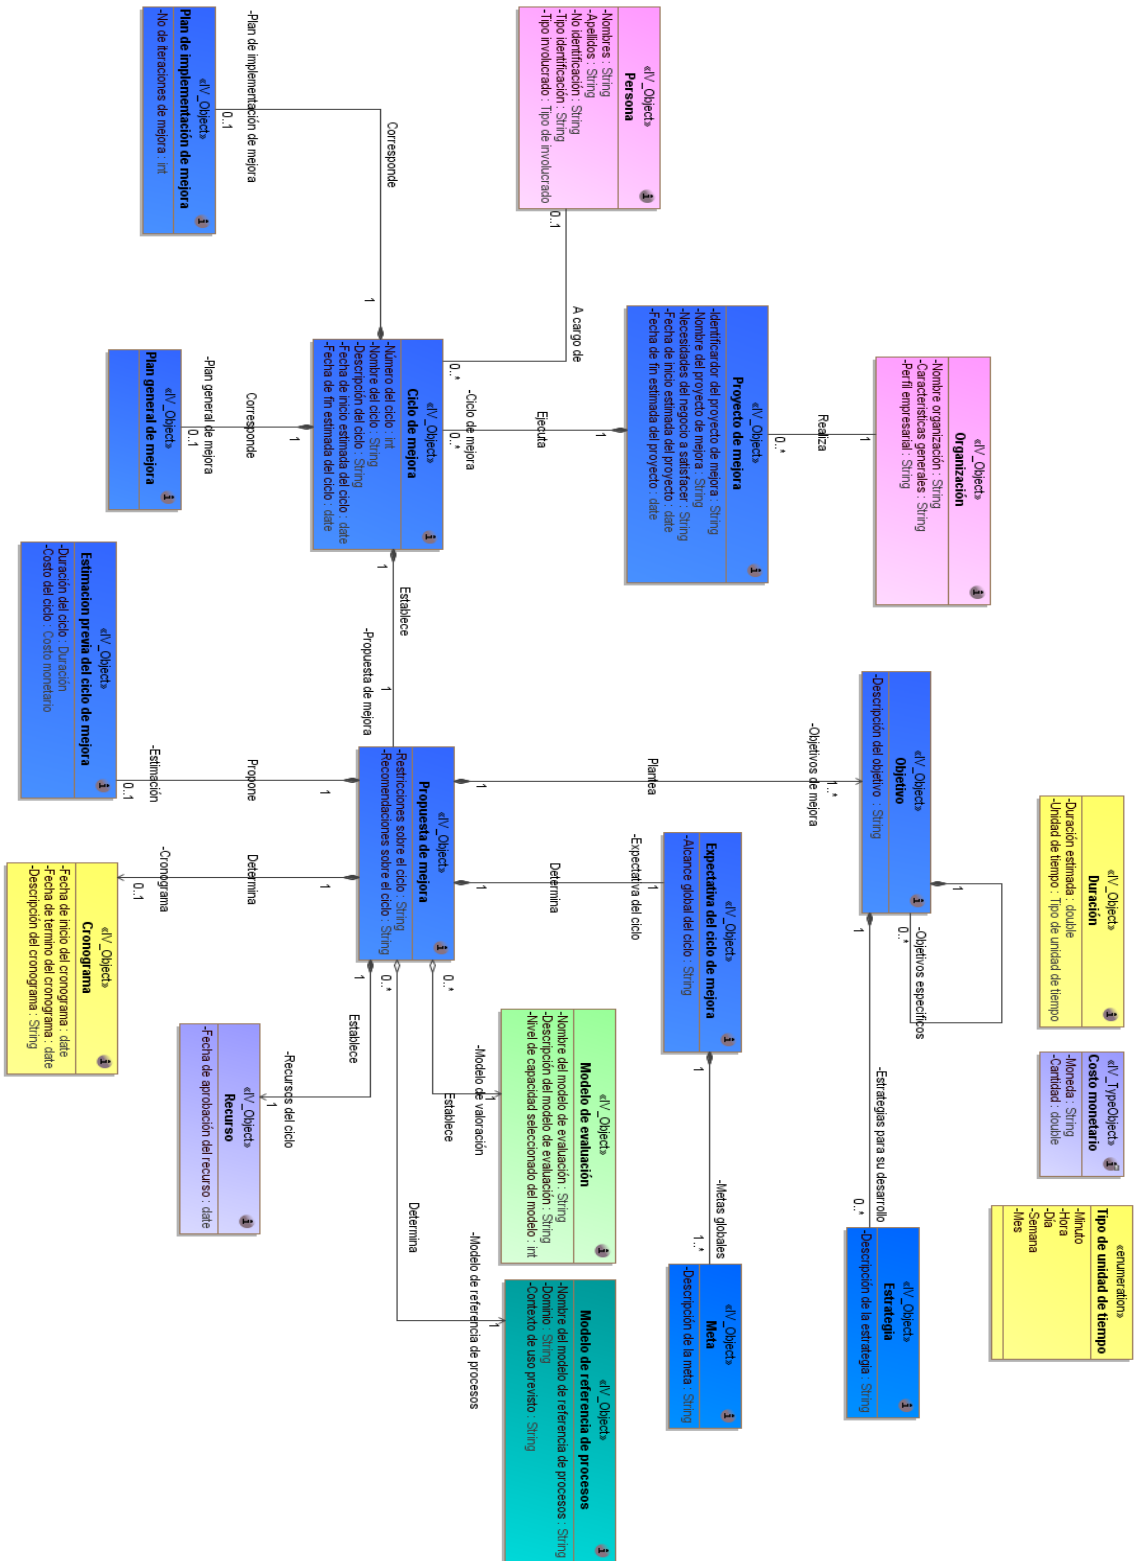 «IV_Object»
Organización
-Nombre organización : String
-Características generales : String
-Perfil empresarial : String
1
Realiza
0..*
«IV_Object»
Proyecto de mejora
-Identificardor del proyecto de mejora : String
-Nombre del proyecto de mejora : String
-Necesidades del negocio a satisfacer : String
-Fecha de inicio estimada del proyecto : date
-Fecha de fin estimada del proyecto : date
1
Ejecuta
-Ciclo de mejora
0..*
«IV_Object»
Persona
-Nombres : String
-Apellidos : String
-No identificación : String
-Tipo identificación : String
-Tipo involucrado : Tipo de involucrado
0..1
A cargo de
0..*
«IV_Object»
Ciclo de mejora
-Número del ciclo : int
-Nombre del ciclo : String
-Descripción del ciclo : String
-Fecha de inicio estimada del ciclo : date
-Fecha de fin estimada del ciclo : date
1
Corresponde
-Plan de implementación de mejora
0..1
«IV_Object»
Plan de implementación de mejora
-No de iteraciones de mejora : int
1
Corresponde
-Plan general de mejora
0..1
«IV_Object»
Plan general de mejora
1
Establece
-Propuesta de mejora
1
«IV_Object»
Propuesta de mejora
-Restricciones sobre el ciclo : String
-Recomendaciones sobre el ciclo : String
1
Propone
-Estimación
0..1
«IV_Object»
Estimacion previa del ciclo de mejora
-Duración del ciclo : Duración
-Costo del ciclo : Costo monetario
1
Determina
-Cronograma
0..1
«IV_Object»
Cronograma
-Fecha de inicio del cronograma : date
-Fecha de termino del cronograma : date
-Descripción del cronograma : String
1
Plantea
-Objetivos de mejora
1..*
«IV_Object»
Objetivo
-Descripción del objetivo : String
1
-Objetivos específicos
0..*
1
-Estrategias para su desarrollo
0..*
«IV_Object»
Estrategia
-Descripción de la estrategia : String
1
Determina
-Expectativa del ciclo
1
«IV_Object»
Expectativa del ciclo de mejora
-Alcance global del ciclo : String
1
-Metas globales
1..*
«IV_Object»
Meta
-Descripción de la meta : String
0..*
-Modelo de valoración
1
Establece
«IV_Object»
Modelo de evaluación
-Nombre del modelo de evaluación : String
-Descripción del modelo de evaluación : String
-Nivel de capacidad seleccionado del modelo : int
0..*
Determina
-Modelo de referencia de procesos
1
«IV_Object»
Modelo de referencia de procesos
-Nombre del modelo de referencia de procesos : String
-Dominio : String
-Contexto de uso previsto : String
1
Establece
-Recursos del ciclo
1
«IV_Object»
Recurso
-Fecha de aprobación del recurso : date
«IV_Object»
Duración
-Duración estimada : double
-Unidad de tiempo : Tipo de unidad de tiempo
«IV_TypeObject»
Costo monetario
-Moneda : String
-Cantidad : double
«enumeration»
Tipo de unidad de tiempo
-Minuto
-Hora
-Día
-Semana
-Mes